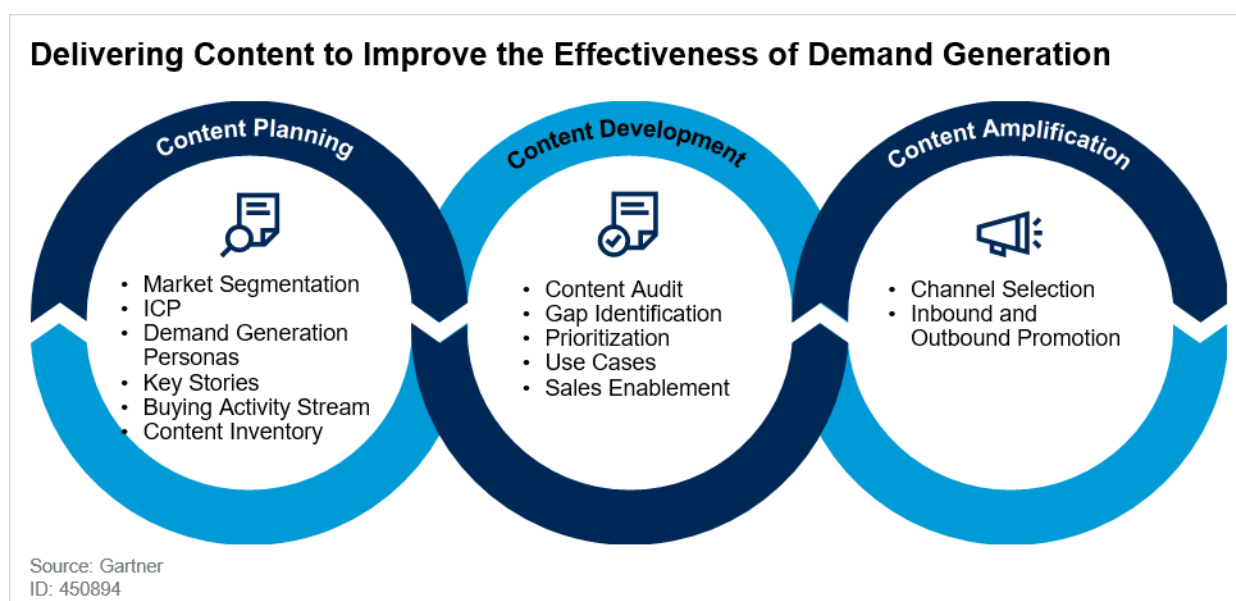 Delivering Content to Improve the Effectiveness of Demand Generation
Content Planning
• Market Segmentation
• ICP
• Demand Generation
Personas
• Key Stories
• Buying Activity Stream
• Content Inventory
Content Development
• Content Audit
• Gap Identification
• Prioritization
• Use Cases
• Sales Enablement
Content Amplification
• Channel Selection
• Inbound and
Outbound Promotion
Source: Gartner
ID: 450894